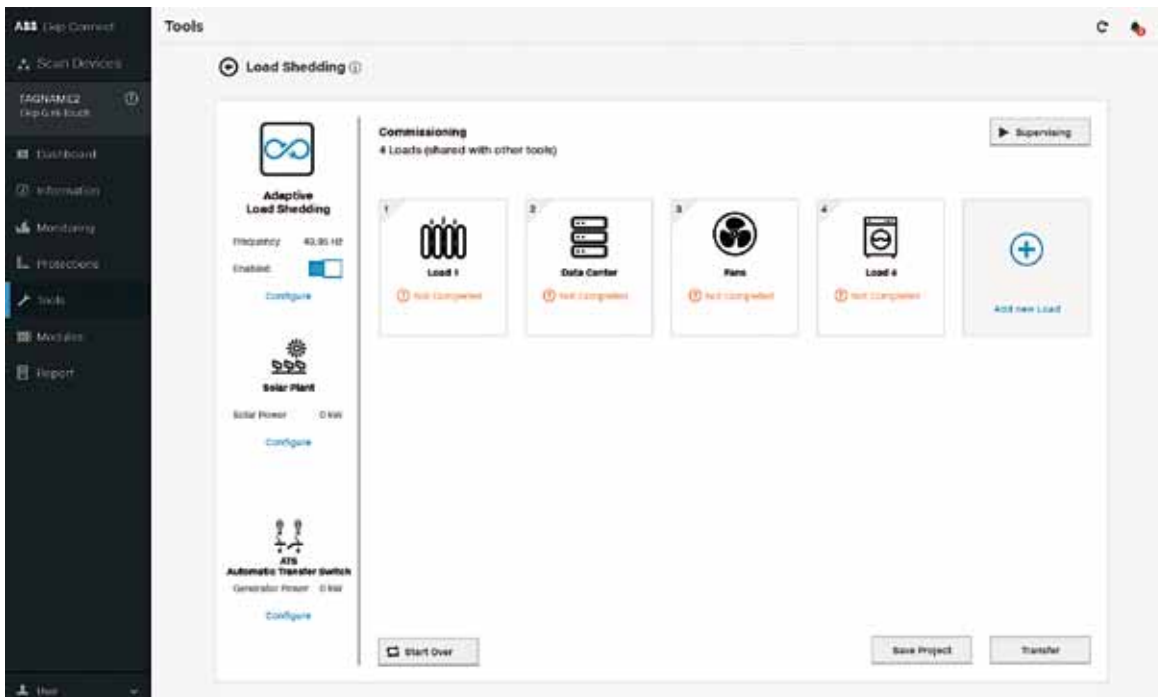 ABB Ekip Connect
Tools
Scan Devices
Load Shedding
TAGNAME2
Ekip G Hi-Touch
Dashboard
Information
Monitoring
Protections
Tools
Modules
Report
User
Adaptive
Load Shedding
Frequency
Enabled
Configure
Solar Plant
Solar Power 0 kW
Configure
ATS
Automatic Transfer Switch
Generator Power 0 kW
Configure
Commissioning
4 Loads (shared with other tools)
Supervising
1
Load 1
Not Completed
2
Data Center
Not Completed
3
Fans
Not Completed
4
Load 4
Not Completed
Add new Load
Start Over
Save Project
Transfer